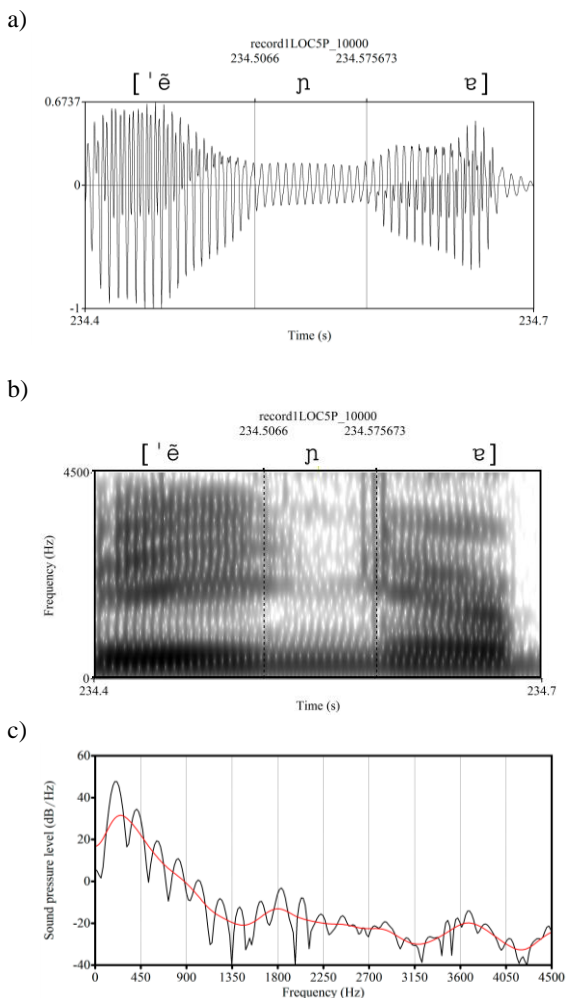 a)
record1LOC5P_10000
234.5066 234.575673
[ˈẽ ɲ ɐ]
0.6737
0
-1
234.4 234.7
Time (s)
b)
record1LOC5P_10000
234.5066 234.575673
[ˈẽ ɲ ɐ]
4500
Frequency (Hz)
0
234.4 234.7
Time (s)
c)
60
40
20
0
-20
-40
Sound pressure level (dB/Hz)
0 450 900 1350 1800 2250 2700 3150 3600 4050 4500
Frequency (Hz)